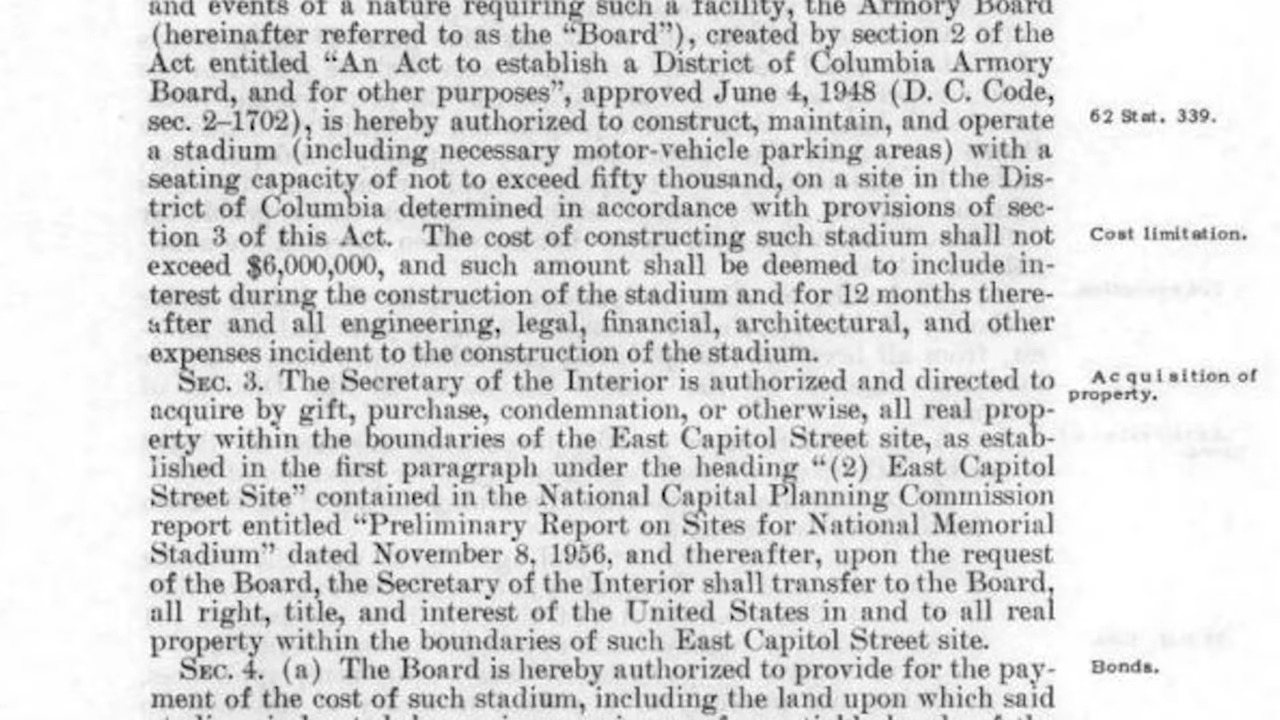 and events of a nature requiring such a facility, the Armory Board
(hereinafter referred to as the “Board”), created by section 2 of the
Act entitled “An Act to establish a District of Columbia Armory
Board, and for other purposes”, approved June 4, 1948 (D. C. Code,
sec. 2–1702), is hereby authorized to construct, maintain, and operate
62 Stat. 339.
a stadium (including necessary motor-vehicle parking areas) with a
seating capacity of not to exceed fifty thousand, on a site in the Dis-
trict of Columbia determined in accordance with provisions of sec-
tion 3 of this Act. The cost of constructing such stadium shall not
Cost limitation.
exceed $6,000,000, and such amount shall be deemed to include in-
terest during the construction of the stadium and for 12 months there-
after and all engineering, legal, financial, architectural, and other
expenses incident to the construction of the stadium.
SEC. 3. The Secretary of the Interior is authorized and directed to
Acquisition of
property.
acquire by gift, purchase, condemnation, or otherwise, all real prop-
erty within the boundaries of the East Capitol Street site, as estab-
lished in the first paragraph under the heading “(2) East Capitol
Street Site” contained in the National Capital Planning Commission
report entitled “Preliminary Report on Sites for National Memorial
Stadium” dated November 8, 1956, and thereafter, upon the request
of the Board, the Secretary of the Interior shall transfer to the Board,
all right, title, and interest of the United States in and to all real
property within the boundaries of such East Capitol Street site.
SEC. 4. (a) The Board is hereby authorized to provide for the pay-
Bonds.
ment of the cost of such stadium, including the land upon which said